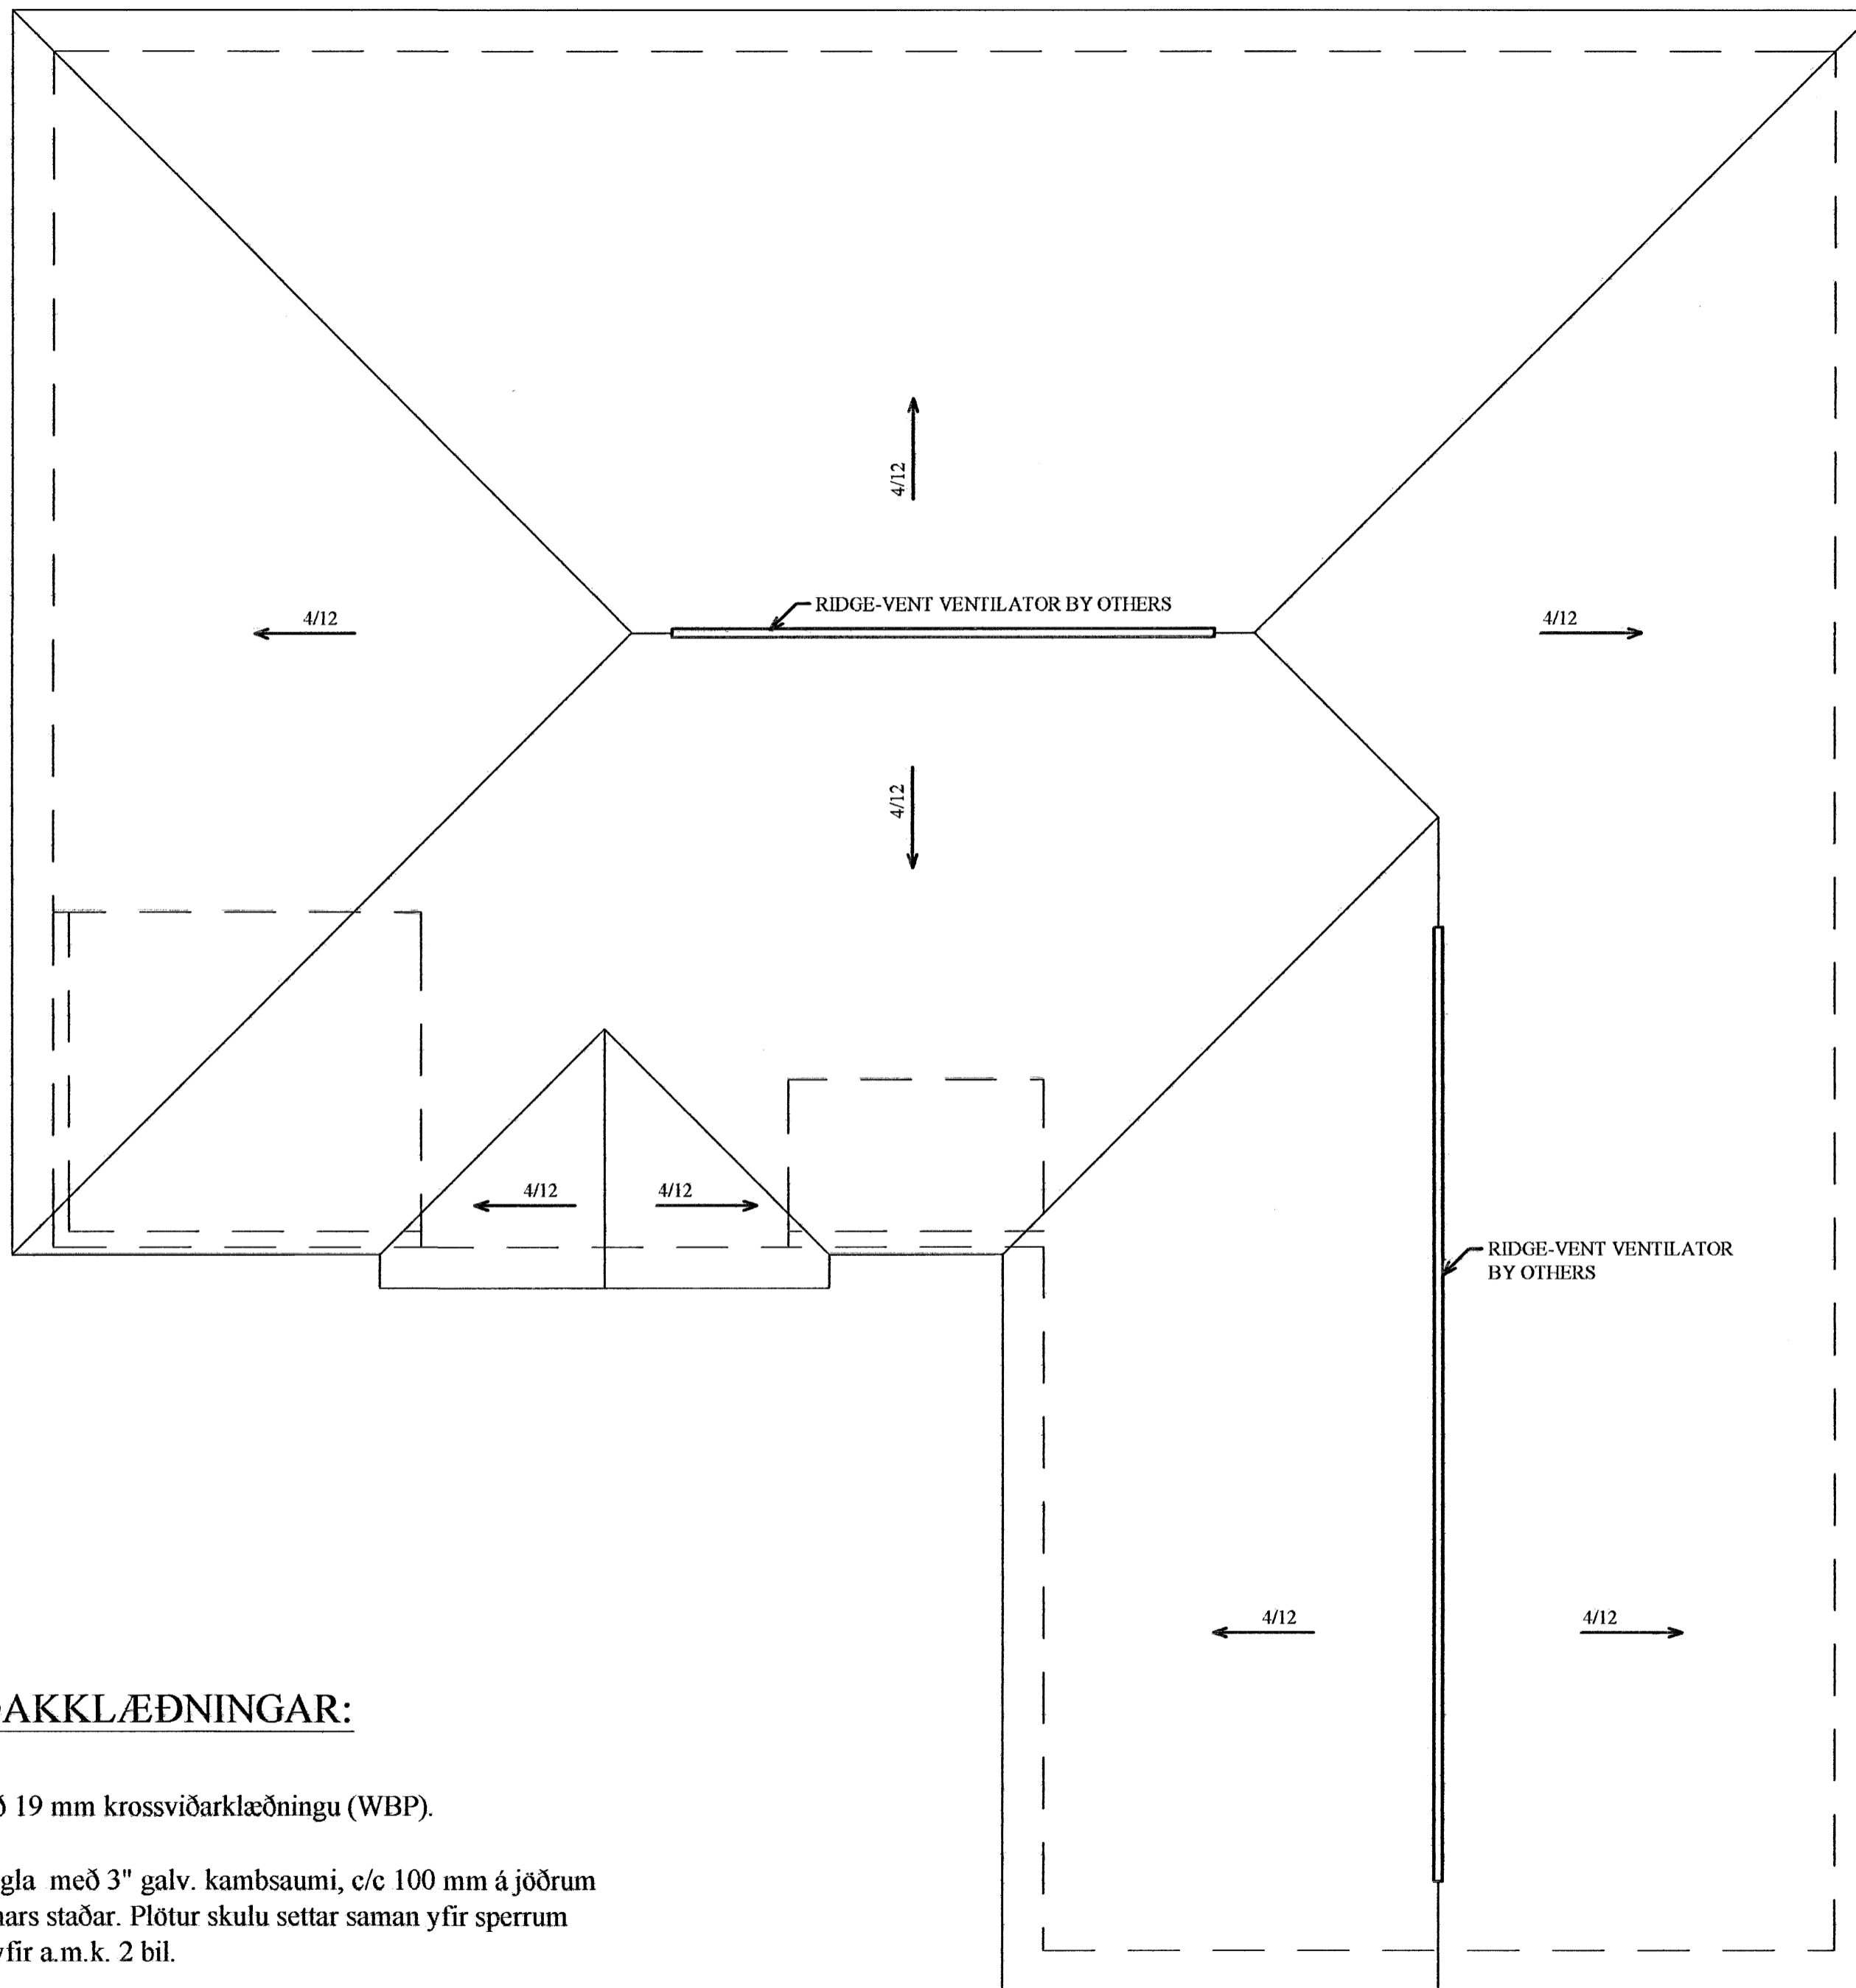 4/12
RIDGE-VENT VENTILATOR BY OTHERS
4/12
4/12
4/12
4/12
4/12
RIDGE-VENT VENTILATOR
BY OTHERS
4/12
4/12
AKKLÆÐNINGAR:
ð 19 mm krossviðarklæðningu (WBP).
gla með 3" galv. kambsaumi, c/c 100 mm á jöðrum
ars staðar. Plötur skulu settar saman yfir sperrum
yfir a.m.k. 2 bil.